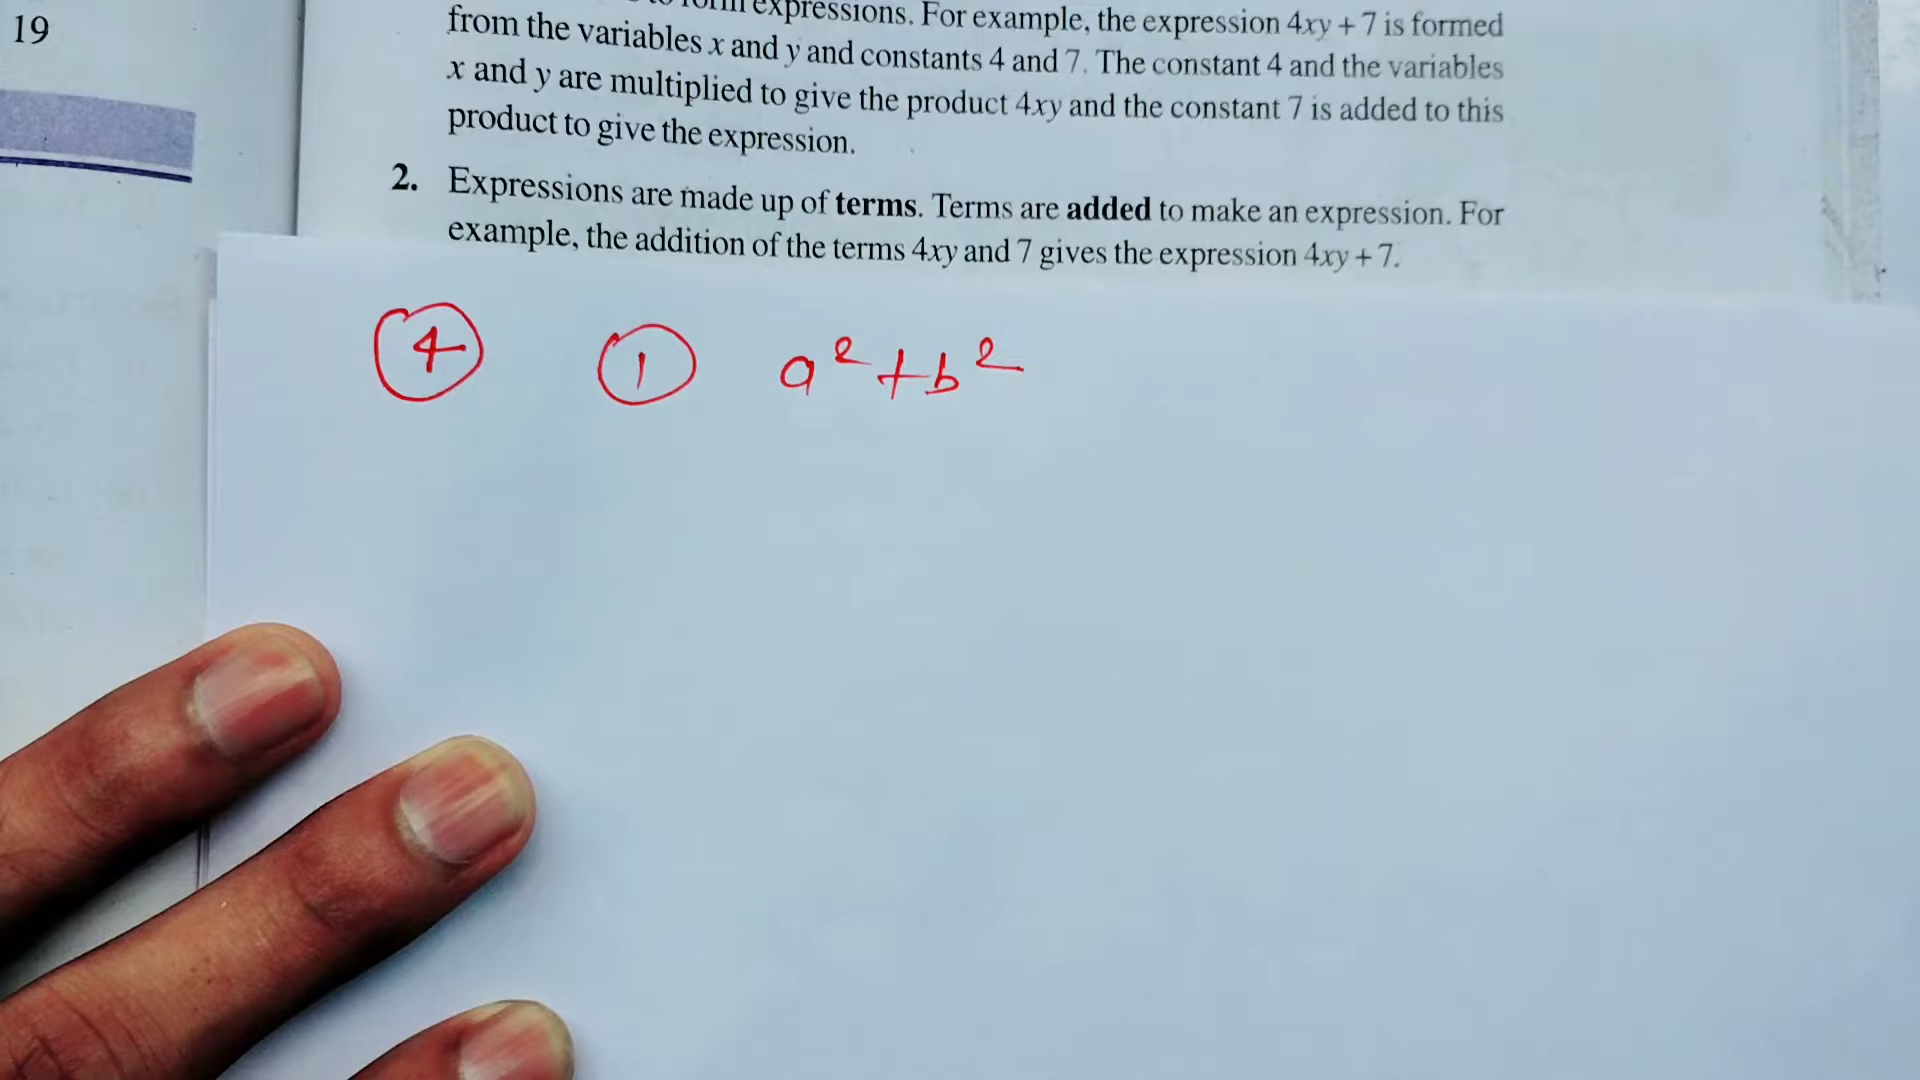 19
to form expressions. For example, the expression 4xy + 7 is formed
from the variables x and y and constants 4 and 7. The constant 4 and the variables
x and y are multiplied to give the product 4xy and the constant 7 is added to this
product to give the expression.
2. Expressions are made up of terms. Terms are added to make an expression. For
example, the addition of the terms 4xy and 7 gives the expression 4xy + 7.
4 1 a² + b²